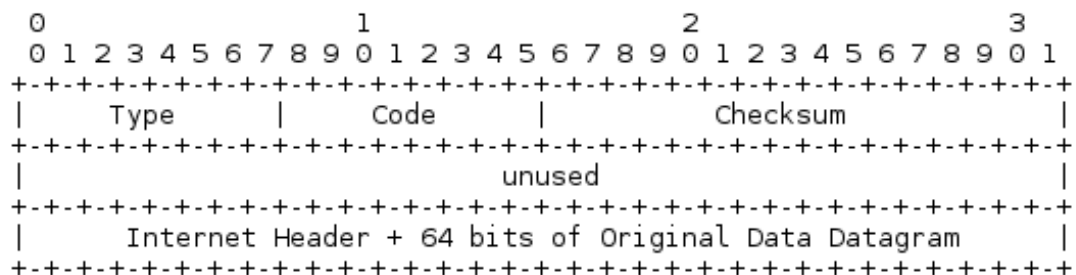 0                   1                   2                   3
 0 1 2 3 4 5 6 7 8 9 0 1 2 3 4 5 6 7 8 9 0 1 2 3 4 5 6 7 8 9 0 1
+-+-+-+-+-+-+-+-+-+-+-+-+-+-+-+-+-+-+-+-+-+-+-+-+-+-+-+-+-+-+-+-+
|     Type      |     Code      |          Checksum             |
+-+-+-+-+-+-+-+-+-+-+-+-+-+-+-+-+-+-+-+-+-+-+-+-+-+-+-+-+-+-+-+-+
|                             unused                            |
+-+-+-+-+-+-+-+-+-+-+-+-+-+-+-+-+-+-+-+-+-+-+-+-+-+-+-+-+-+-+-+-+
|      Internet Header + 64 bits of Original Data Datagram      |
+-+-+-+-+-+-+-+-+-+-+-+-+-+-+-+-+-+-+-+-+-+-+-+-+-+-+-+-+-+-+-+-+